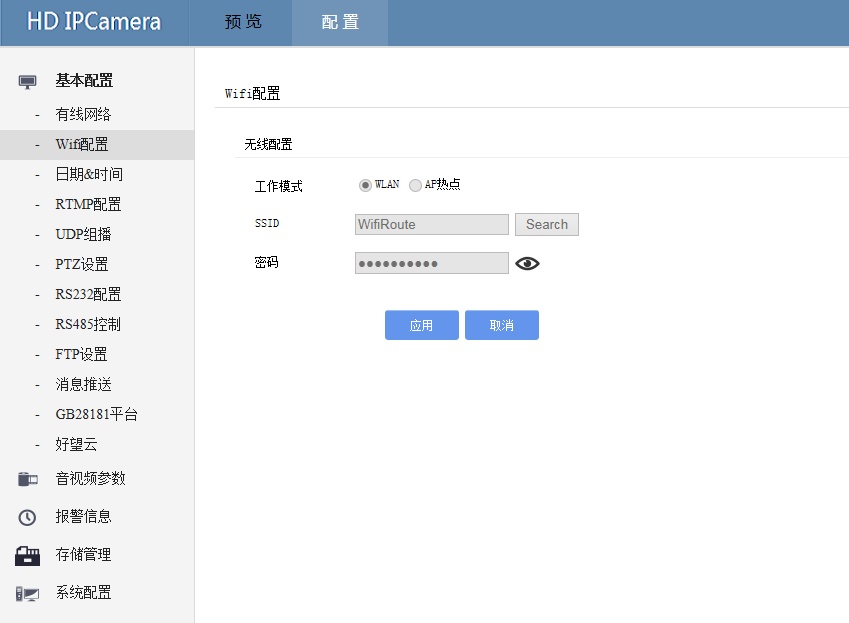 HD IPCamera 预 览 配 置
基本配置
- 有线网络
- Wifi配置
- 日期&时间
- RTMP配置
- UDP组播
- PTZ设置
- RS232配置
- RS485控制
- FTP设置
- 消息推送
- GB28181平台
- 好望云
音视频参数
报警信息
存储管理
系统配置
Wifi配置
无线配置
工作模式 WLAN AP热点
SSID WifiRoute Search
密码 ●●●●●●●●●●
应用 取消